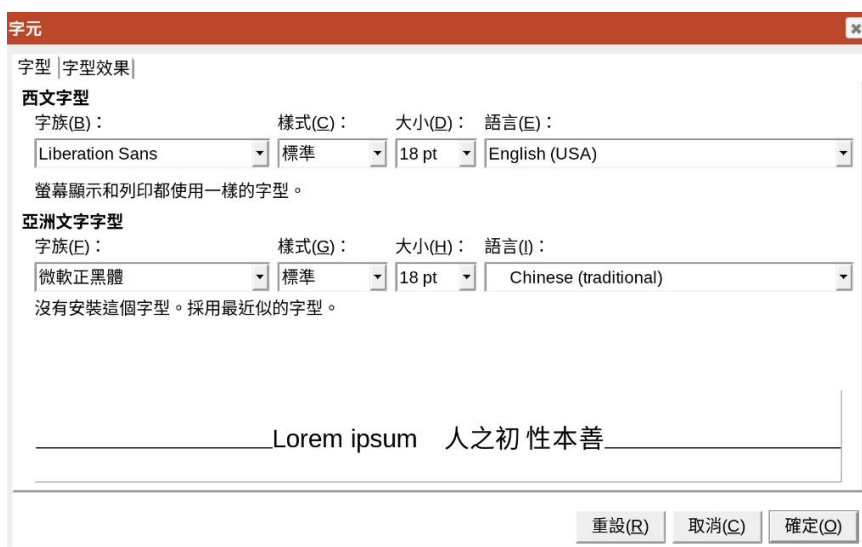 字元
字型 字型效果
西文字型
字族(B)： 樣式(C)： 大小(D)： 語言(E)：
Liberation Sans 標準 18 pt English (USA)
螢幕顯示和列印都使用一樣的字型。
亞洲文字字型
字族(F)： 樣式(G)： 大小(H)： 語言(I)：
微軟正黑體 標準 18 pt Chinese (traditional)
沒有安裝這個字型。採用最近似的字型。
Lorem ipsum 人之初 性本善
重設(R) 取消(C) 確定(O)